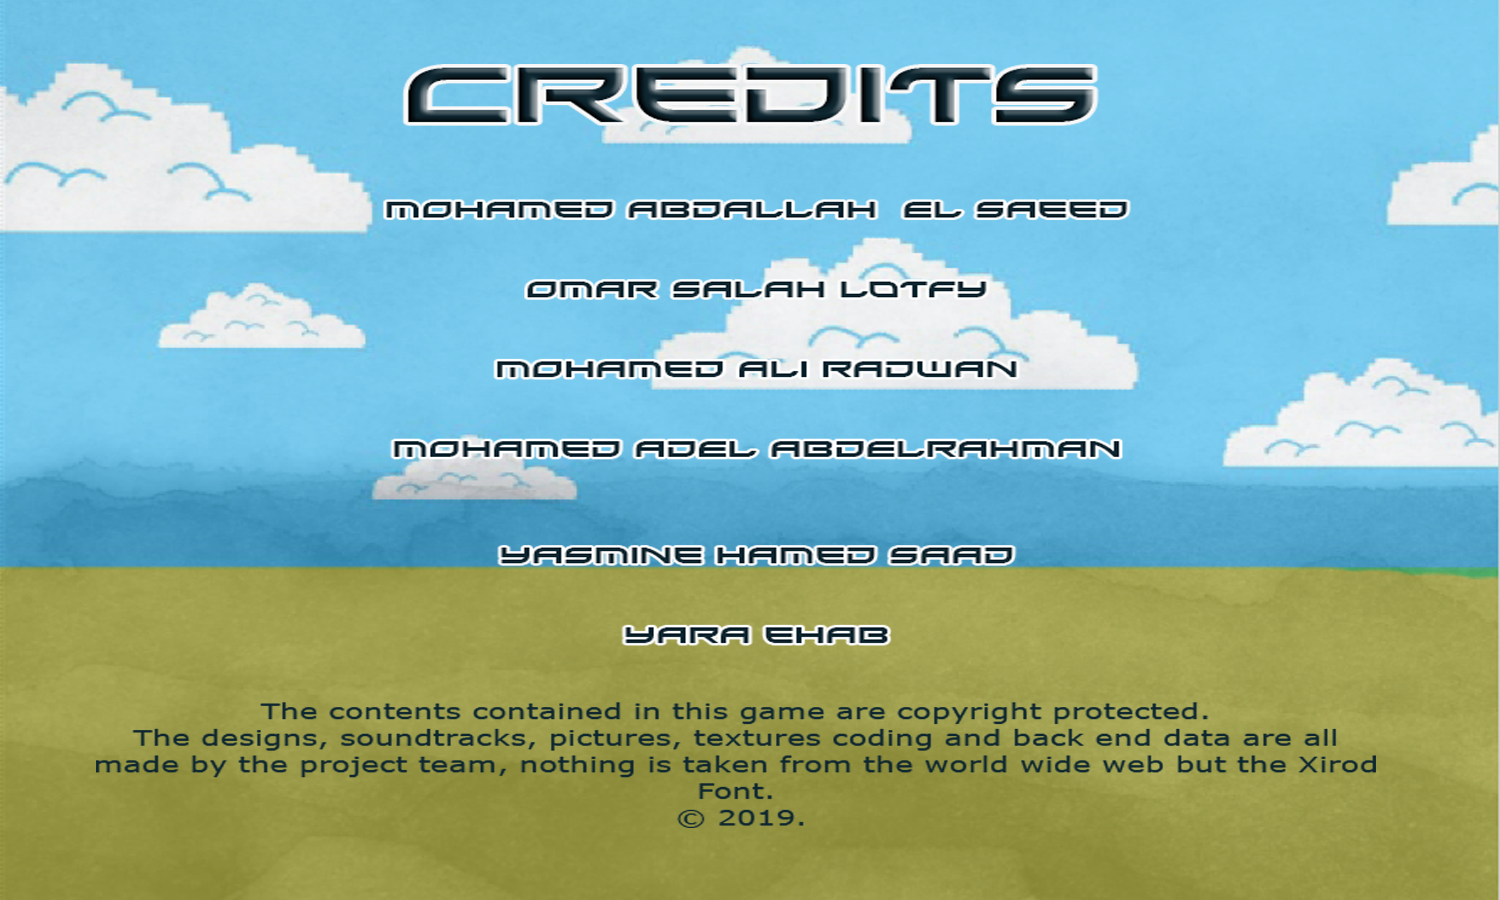 CREDITS
MOHAMED ABDALLAH EL SAEED
OMAR SALAH LOTFY
MOHAMED ALI RADWAN
MOHAMED ADEL ABDELRAHMAN
YASMINE HAMED SAAD
YARA EHAB
The contents contained in this game are copyright protected.
The designs, soundtracks, pictures, textures coding and back end data are all
made by the project team, nothing is taken from the world wide web but the Xirod
Font.
© 2019.